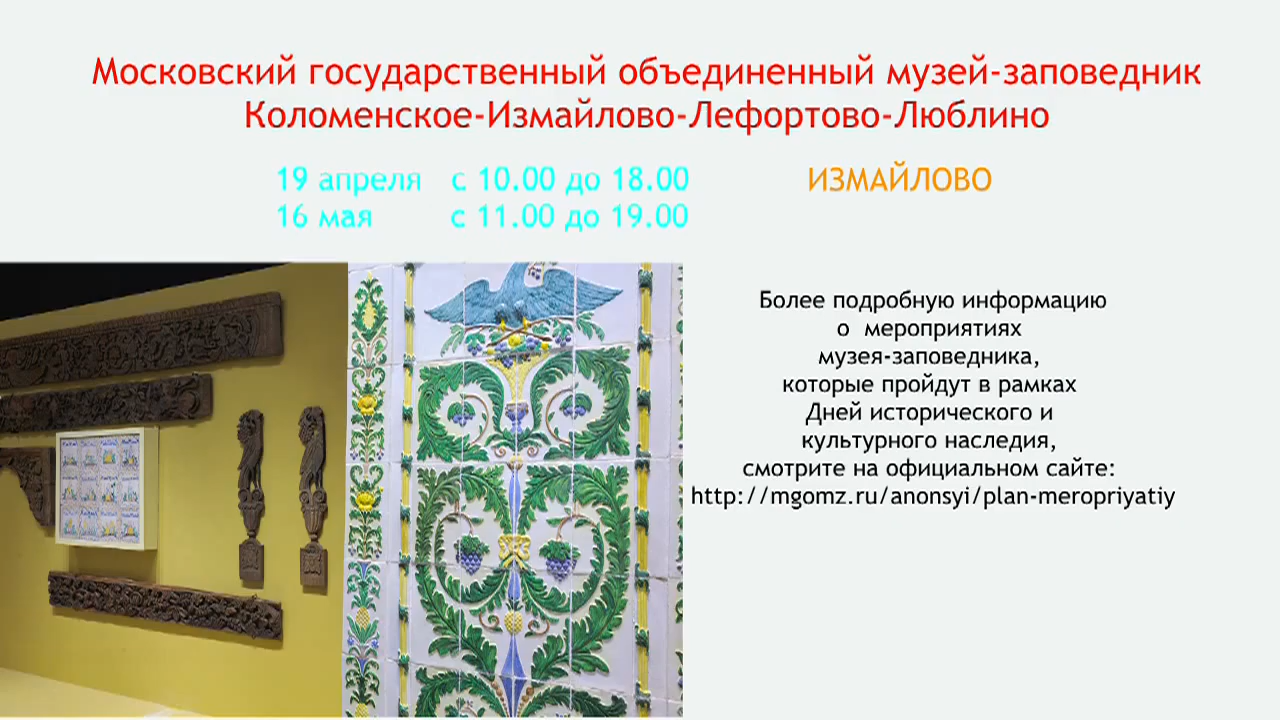 Московский государственный объединенный музей-заповедник
Коломенское-Измайлово-Лефортово-Люблино
19 апреля с 10.00 до 18.00 ИЗМАЙЛОВО
16 мая с 11.00 до 19.00
Более подробную информацию
о мероприятиях
музея-заповедника,
которые пройдут в рамках
Дней исторического и
культурного наследия,
смотрите на официальном сайте:
http://mgomz.ru/anonsyi/plan-meropriyatiy